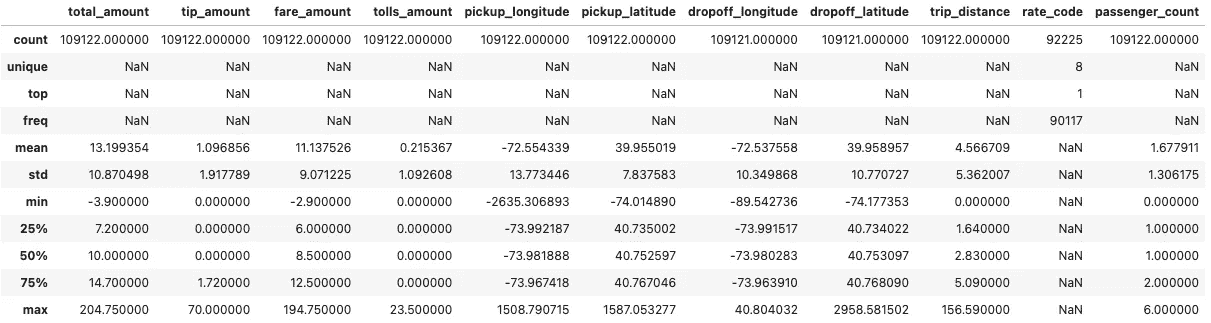 total_amount tip_amount fare_amount tolls_amount pickup_longitude pickup_latitude dropoff_longitude dropoff_latitude trip_distance rate_code passenger_count
count 109122.000000 109122.000000 109122.000000 109122.000000 109122.000000 109122.000000 109121.000000 109121.000000 109122.000000 92225 109122.000000
unique NaN NaN NaN NaN NaN NaN NaN NaN NaN 8 NaN
top NaN NaN NaN NaN NaN NaN NaN NaN NaN 1 NaN
freq NaN NaN NaN NaN NaN NaN NaN NaN NaN 90117 NaN
mean 13.199354 1.096856 11.137526 0.215367 -72.554339 39.955019 -72.537558 39.958957 4.566709 NaN 1.677911
std 10.870498 1.917789 9.071225 1.092608 13.773446 7.837583 10.349868 10.770727 5.362007 NaN 1.306175
min -3.900000 0.000000 -2.900000 0.000000 -2635.306893 -74.014890 -89.542736 -74.177353 0.000000 NaN 0.000000
25% 7.200000 0.000000 6.000000 0.000000 -73.992187 40.735002 -73.991517 40.734022 1.640000 NaN 1.000000
50% 10.000000 0.000000 8.500000 0.000000 -73.981888 40.752597 -73.980283 40.753097 2.830000 NaN 1.000000
75% 14.700000 1.720000 12.500000 0.000000 -73.967418 40.767046 -73.963910 40.768090 5.090000 NaN 2.000000
max 204.750000 70.000000 194.750000 23.500000 1508.790715 1587.053277 40.804032 2958.581502 156.590000 NaN 6.000000